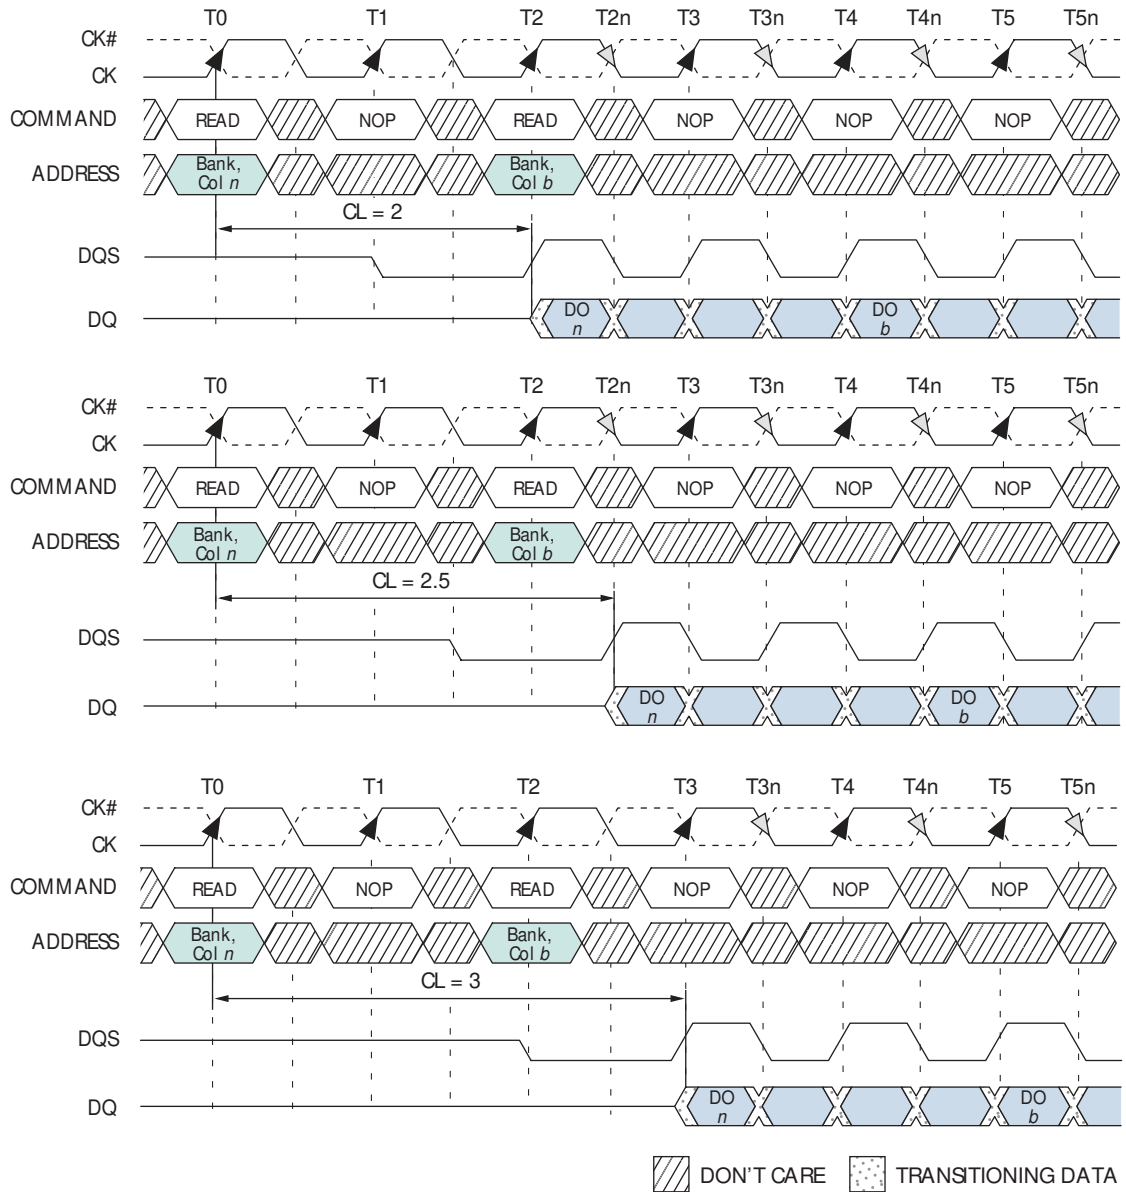 T0 T1 T2 T2n T3 T3n T4 T4n T5 T5n
CK#
CK
COMMAND READ NOP READ NOP NOP NOP
ADDRESS Bank, Col n Bank, Col b
CL = 2
DQS
DQ DO n DO b
T0 T1 T2 T2n T3 T3n T4 T4n T5 T5n
CK#
CK
COMMAND READ NOP READ NOP NOP NOP
ADDRESS Bank, Col n Bank, Col b
CL = 2.5
DQS
DQ DO n DO b
T0 T1 T2 T3 T3n T4 T4n T5 T5n
CK#
CK
COMMAND READ NOP READ NOP NOP NOP
ADDRESS Bank, Col n Bank, Col b
CL = 3
DQS
DQ DO n DO b
DON'T CARE TRANSITIONING DATA